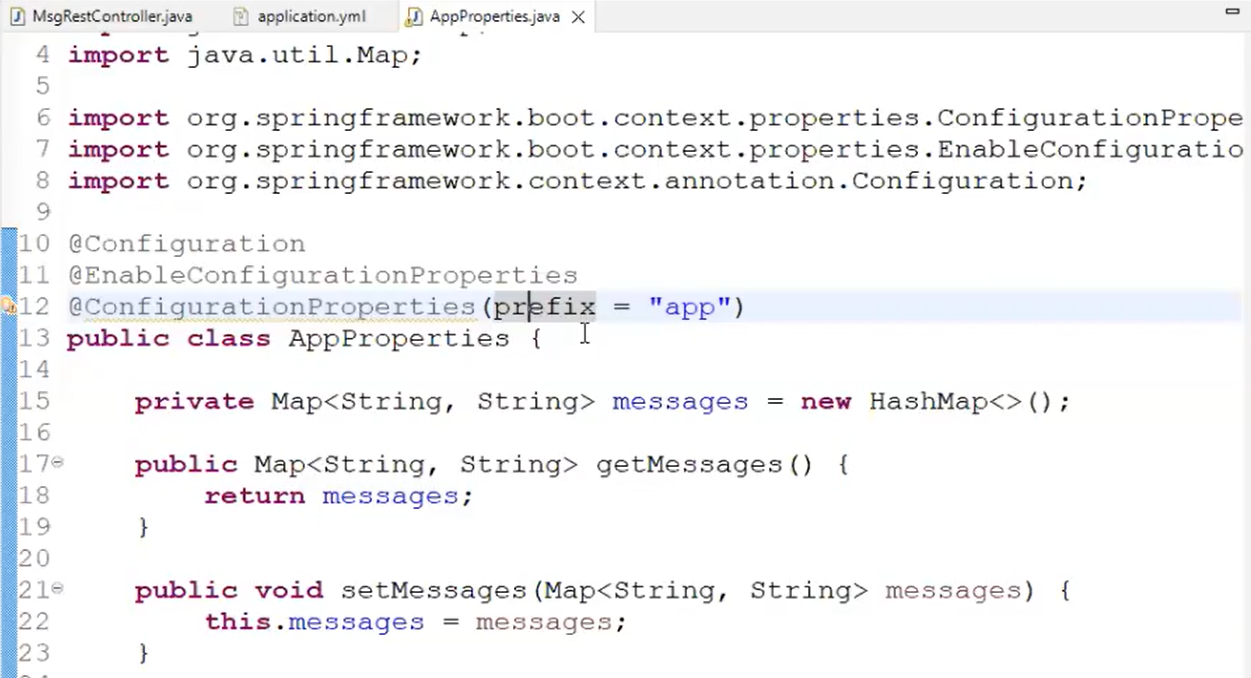 MsgRestController.java application.yml AppProperties.java
4 import java.util.Map;
5
6 import org.springframework.boot.context.properties.ConfigurationPrope
7 import org.springframework.boot.context.properties.EnableConfiguratio
8 import org.springframework.context.annotation.Configuration;
9
10 @Configuration
11 @EnableConfigurationProperties
12 @ConfigurationProperties(prefix = "app")
13 public class AppProperties {
14
15 private Map<String, String> messages = new HashMap<>();
16
17 public Map<String, String> getMessages() {
18 return messages;
19 }
20
21 public void setMessages(Map<String, String> messages) {
22 this.messages = messages;
23 }